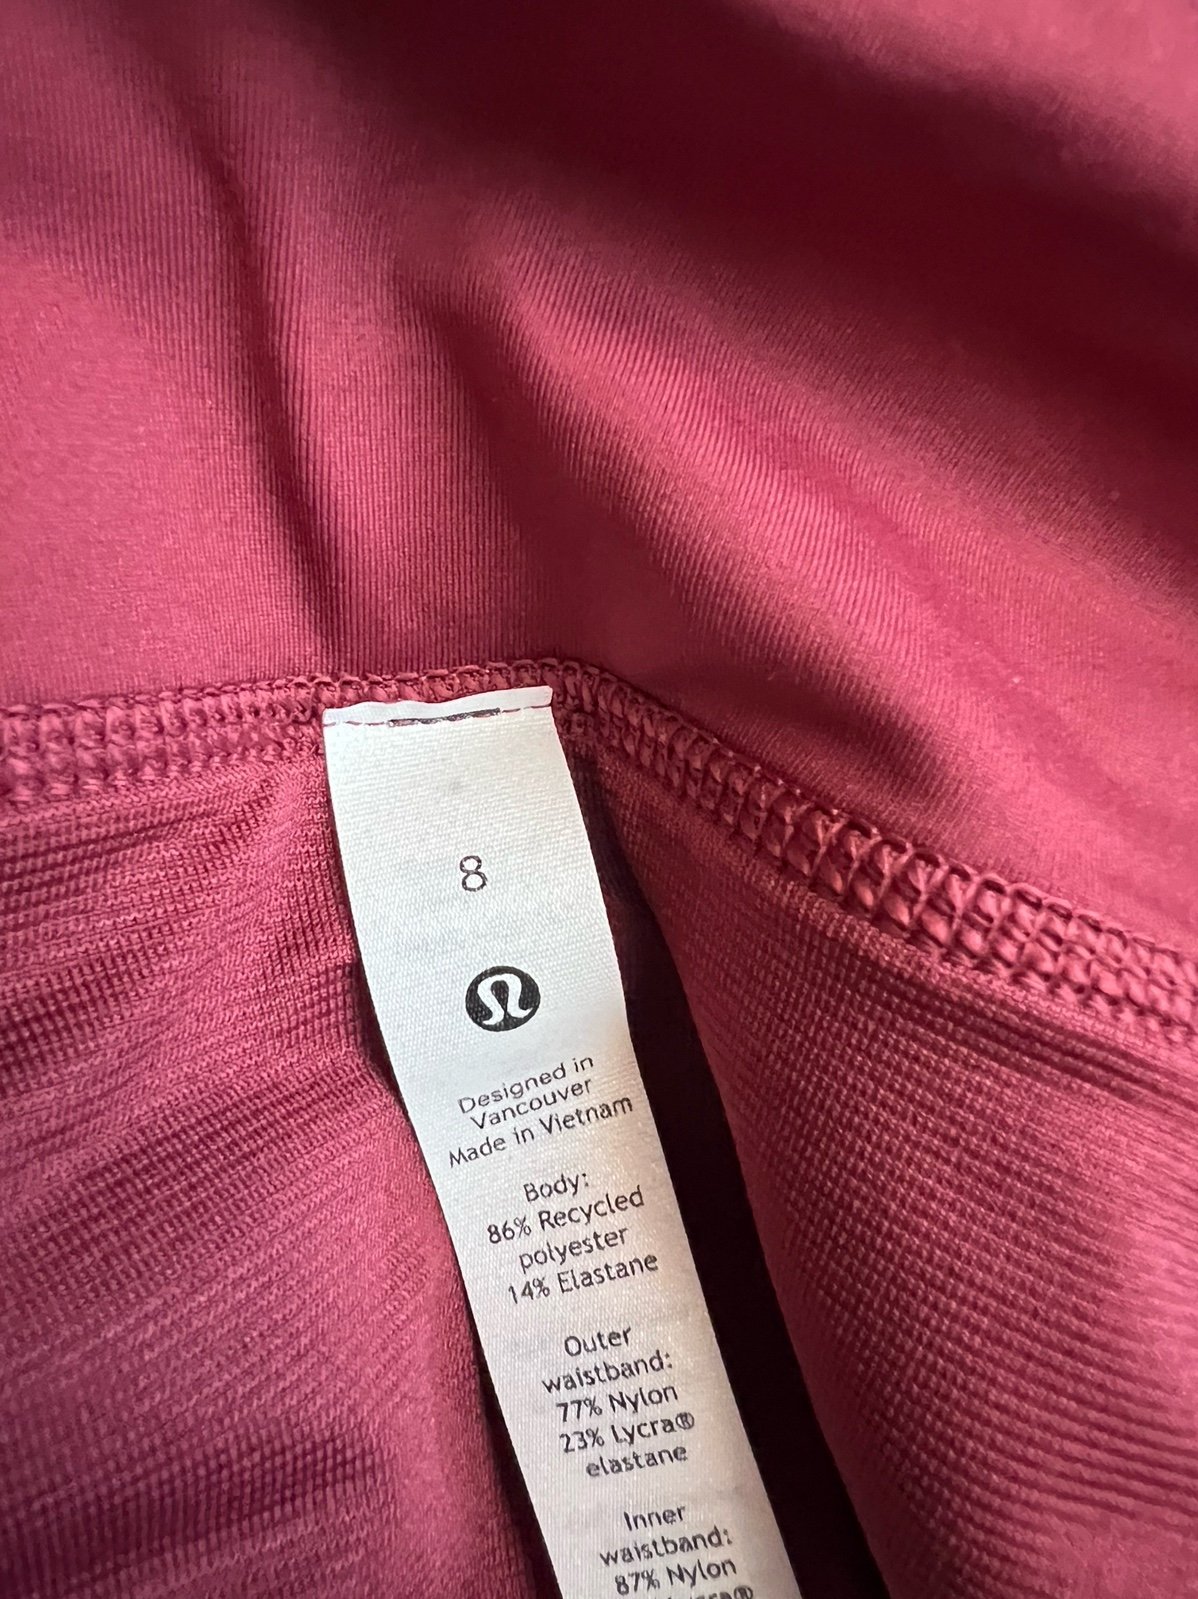 8
Designed in
Vancouver
Made in Vietnam
Body:
86% Recycled
polyester
14% Elastane
Outer
waistband:
77% Nylon
23% Lycra®
elastane
Inner
waistband:
87% Nylon